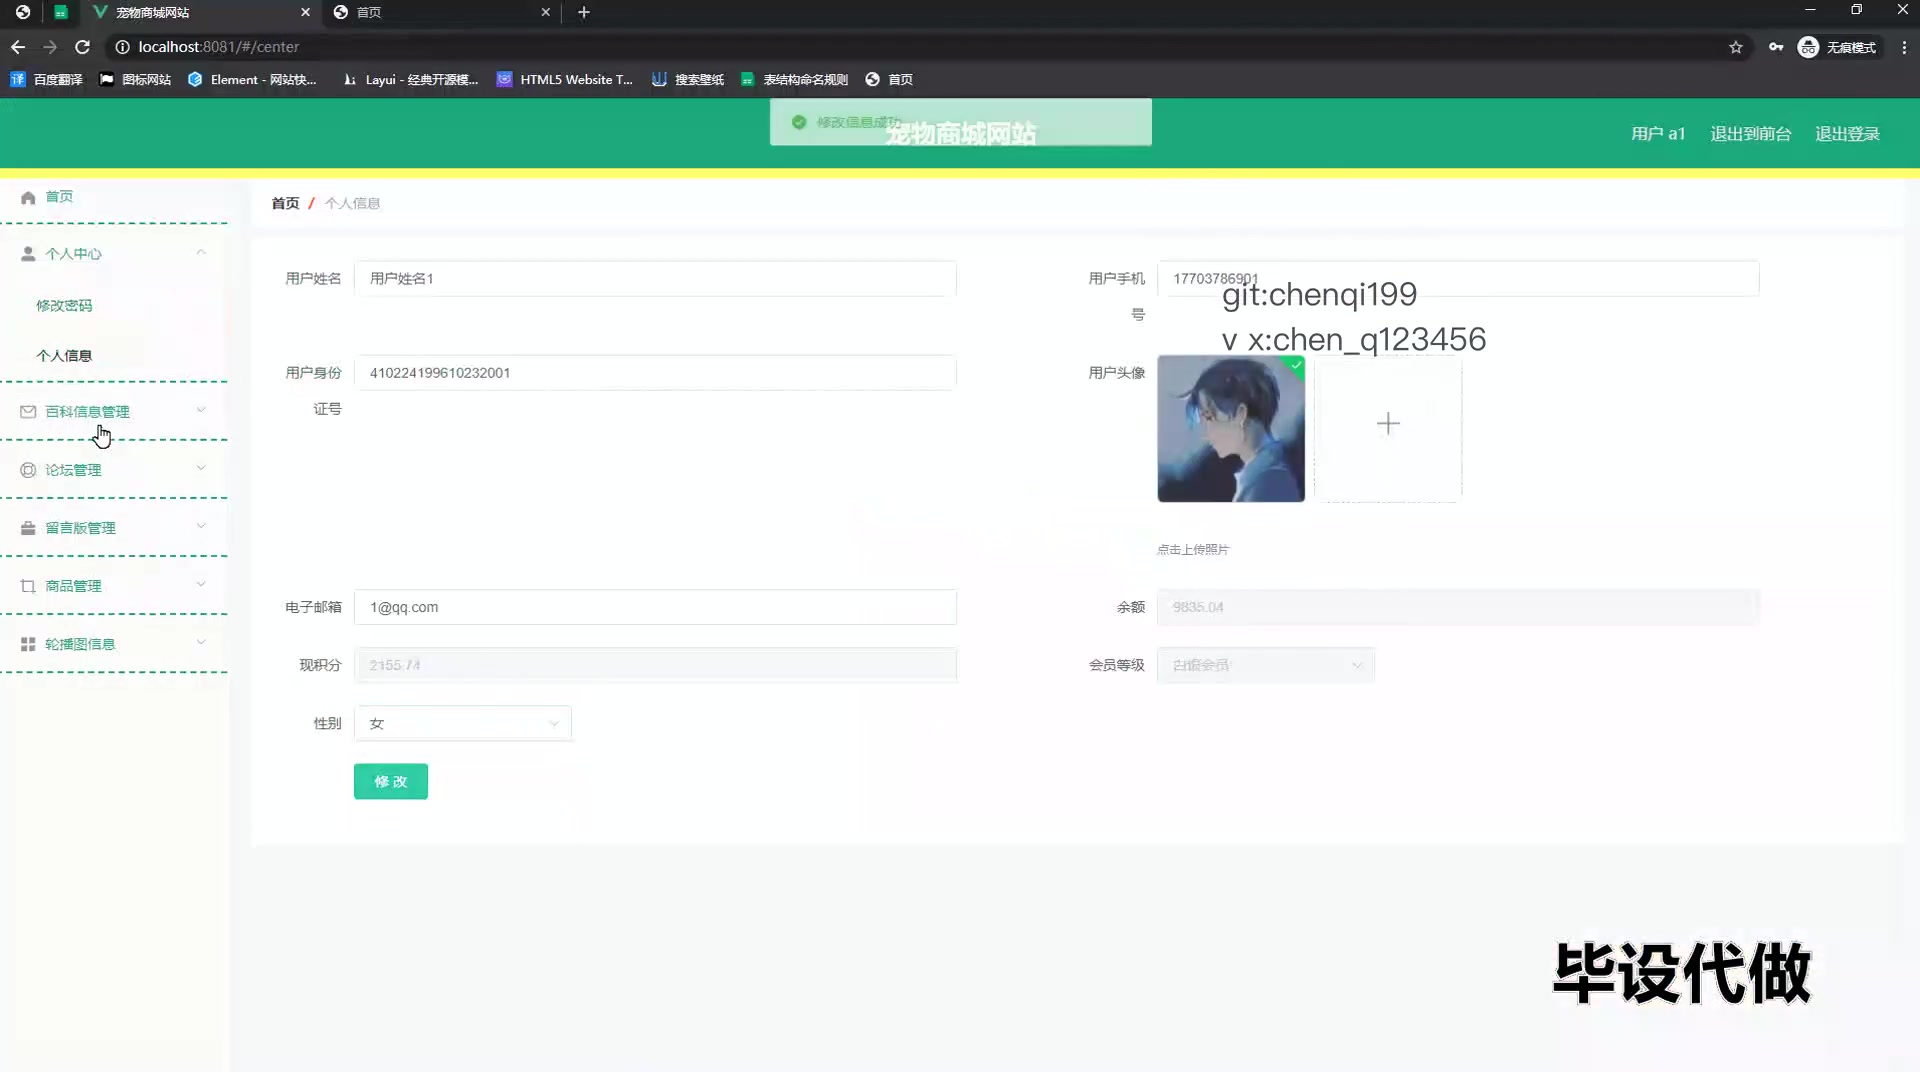 宠物商城网站
首页
localhost:8081/#/center
无痕模式
百度翻译
图标网站
Element - 网站快...
Layui - 经典开源模...
HTML5 Website T...
搜索壁纸
表结构命名规则
首页
修改信息成功
宠物商城网站
用户 a1
退出到前台
退出登录
首页
个人中心
修改密码
个人信息
百科信息管理
论坛管理
留言版管理
商品管理
轮播图信息
首页 / 个人信息
用户姓名
用户姓名1
用户手机号
17703786901
git:chenqi199
v x:chen_q123456
用户身份证号
410224199610232001
用户头像
点击上传照片
电子邮箱
1@qq.com
余额
9835.04
现积分
2155.74
会员等级
白银会员
性别
女
修 改
毕设代做